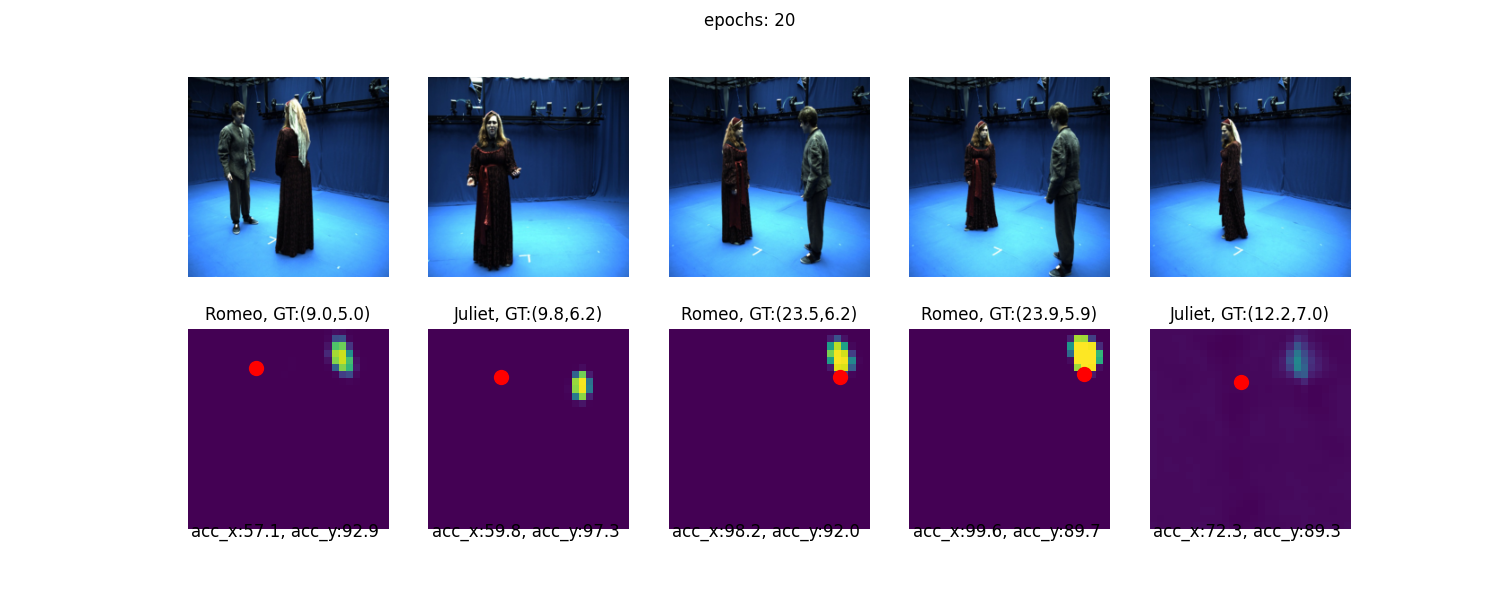 epochs: 20
Romeo, GT:(9.0,5.0)
Juliet, GT:(9.8,6.2)
Romeo, GT:(23.5,6.2)
Romeo, GT:(23.9,5.9)
Juliet, GT:(12.2,7.0)
acc_x:57.1, acc_y:92.9
acc_x:59.8, acc_y:97.3
acc_x:98.2, acc_y:92.0
acc_x:99.6, acc_y:89.7
acc_x:72.3, acc_y:89.3